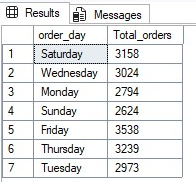 Results Messages
order_day Total_orders
1 Saturday 3158
2 Wednesday 3024
3 Monday 2794
4 Sunday 2624
5 Friday 3538
6 Thursday 3239
7 Tuesday 2973